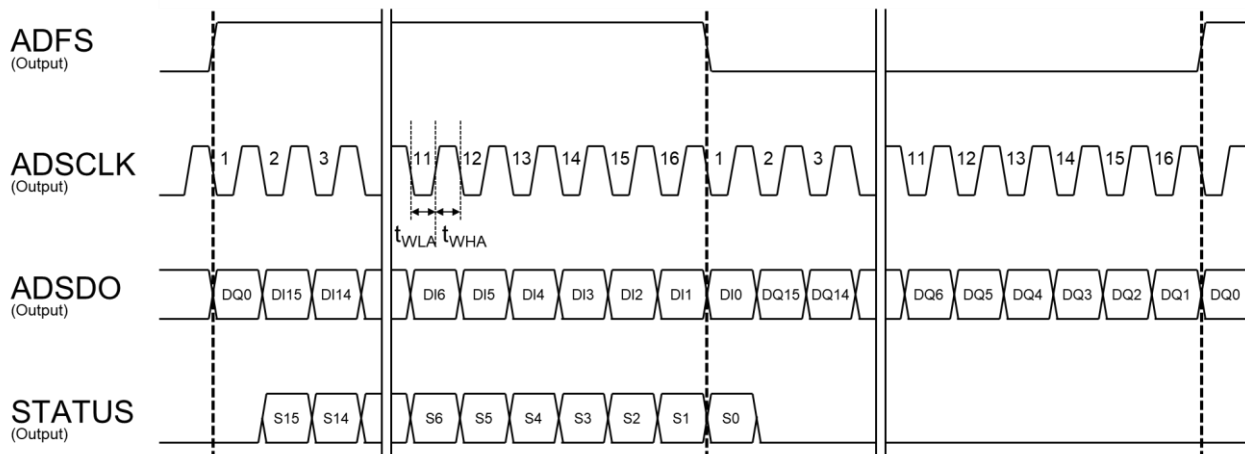 ADFS
(Output)
ADSCLK
(Output)
1 2 3 11 12 13 14 15 16 1 2 3 11 12 13 14 15 16
tWLA tWHA
ADSDO
(Output)
DQ0 DI15 DI14 DI6 DI5 DI4 DI3 DI2 DI1 DI0 DQ15 DQ14 DQ6 DQ5 DQ4 DQ3 DQ2 DQ1 DQ0
STATUS
(Output)
S15 S14 S6 S5 S4 S3 S2 S1 S0